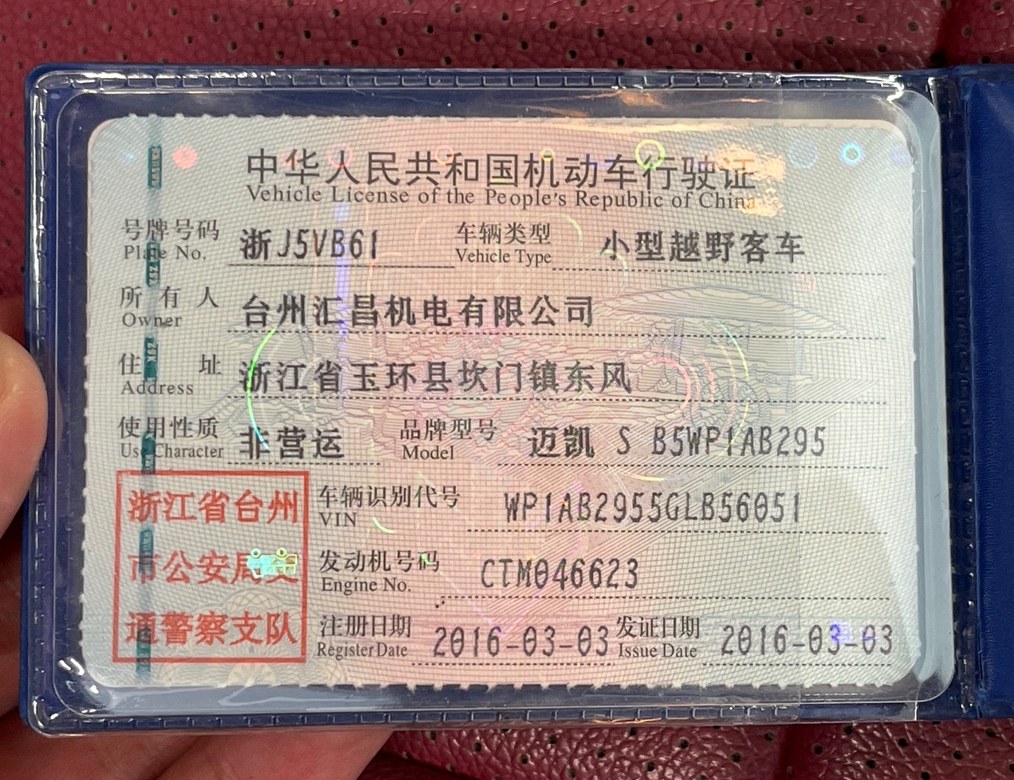 中华人民共和国机动车行驶证
Vehicle License of the People's Republic of China
号牌号码 浙J5VB61 车辆类型 小型越野客车
Plate No. Vehicle Type
所有人 台州汇昌机电有限公司
Owner
住址 浙江省玉环县坎门镇东风
Address
使用性质 非营运 品牌型号 迈凯 S B5WP1AB295
Use Character Model
浙江省台州
市公安局交
通警察支队
车辆识别代号 WP1AB2955GLB56051
VIN
发动机号码 CTM046623
Engine No.
注册日期 2016-03-03 发证日期 2016-03-03
Register Date Issue Date